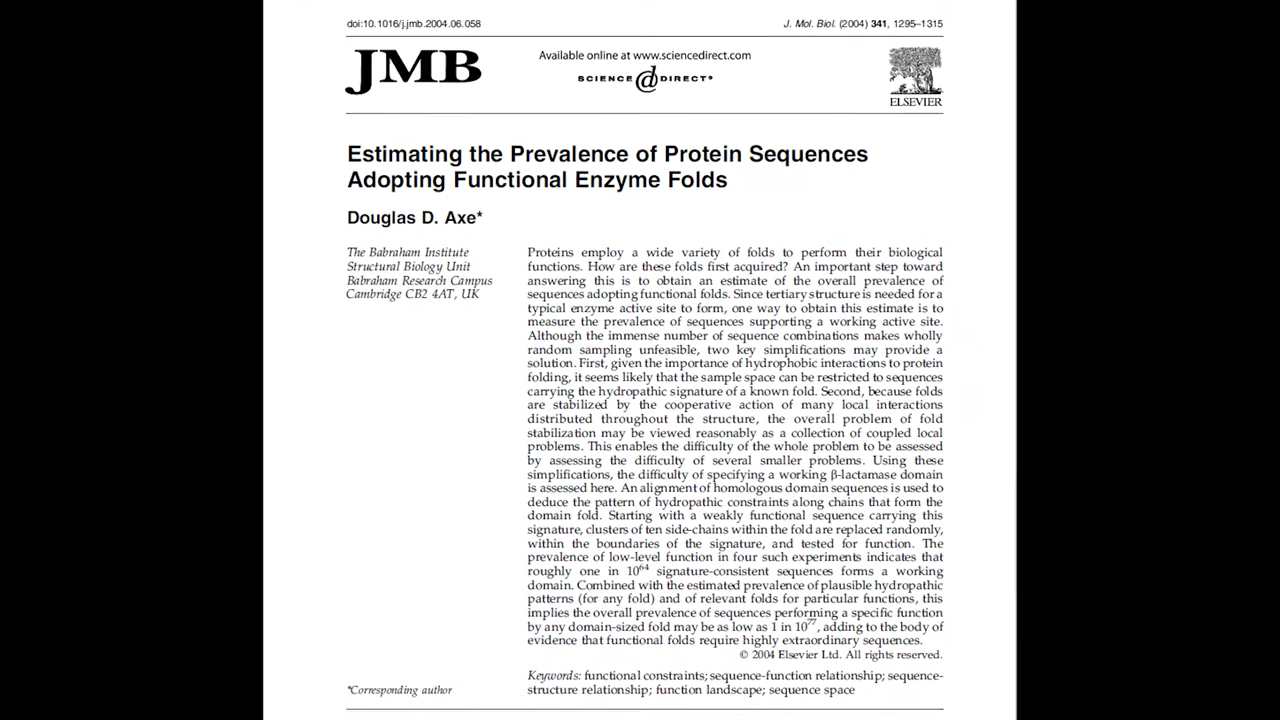 doi:10.1016/j.jmb.2004.06.058
J. Mol. Biol. (2004) 341, 1295–1315
JMB
Available online at www.sciencedirect.com
SCIENCE @ DIRECT®
ELSEVIER
Estimating the Prevalence of Protein Sequences
Adopting Functional Enzyme Folds
Douglas D. Axe*
The Babraham Institute
Structural Biology Unit
Babraham Research Campus
Cambridge CB2 4AT, UK
Proteins employ a wide variety of folds to perform their biological
functions. How are these folds first acquired? An important step toward
answering this is to obtain an estimate of the overall prevalence of
sequences adopting functional folds. Since tertiary structure is needed for a
typical enzyme active site to form, one way to obtain this estimate is to
measure the prevalence of sequences supporting a working active site.
Although the immense number of sequence combinations makes wholly
random sampling unfeasible, two key simplifications may provide a
solution. First, given the importance of hydrophobic interactions to protein
folding, it seems likely that the sample space can be restricted to sequences
carrying the hydropathic signature of a known fold. Second, because folds
are stabilized by the cooperative action of many local interactions
distributed throughout the structure, the overall problem of fold
stabilization may be viewed reasonably as a collection of coupled local
problems. This enables the difficulty of the whole problem to be assessed
by assessing the difficulty of several smaller problems. Using these
simplifications, the difficulty of specifying a working β-lactamase domain
is assessed here. An alignment of homologous domain sequences is used to
deduce the pattern of hydropathic constraints along chains that form the
domain fold. Starting with a weakly functional sequence carrying this
signature, clusters of ten side-chains within the fold are replaced randomly,
within the boundaries of the signature, and tested for function. The
prevalence of low-level function in four such experiments indicates that
roughly one in 10⁶⁴ signature-consistent sequences forms a working
domain. Combined with the estimated prevalence of plausible hydropathic
patterns (for any fold) and of relevant folds for particular functions, this
implies the overall prevalence of sequences performing a specific function
by any domain-sized fold may be as low as 1 in 10⁷⁷, adding to the body of
evidence that functional folds require highly extraordinary sequences.
© 2004 Elsevier Ltd. All rights reserved.
Keywords: functional constraints; sequence-function relationship; sequence-
structure relationship; function landscape; sequence space
*Corresponding author